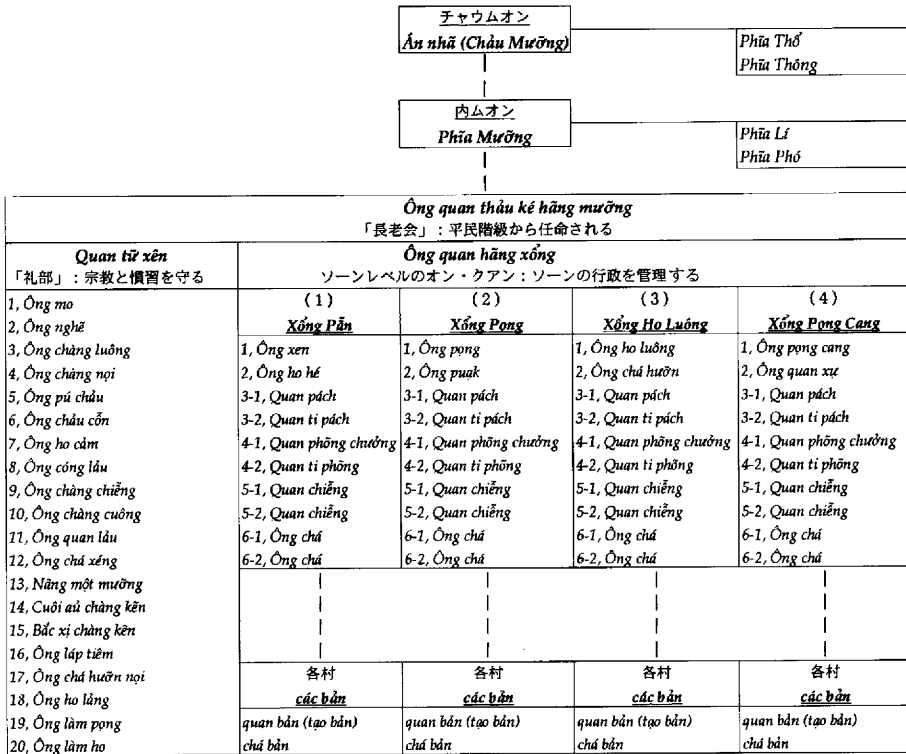 チャウムオン
Án nhã (Chảu Mường)
Phĩa Thổ
Phĩa Thông
内ムオン
Phĩa Mường
Phĩa Lí
Phĩa Phó
Ông quan thảu ké hãng mường
「長老会」：平民階級から任命される
Quan tữ xên
「礼部」：宗教と慣習を守る
1, Ông mo
2, Ông nghẽ
3, Ông chàng luông
4, Ông chàng nọi
5, Ông pú chảu
6, Ông chảu cỗn
7, Ông ho cảm
8, Ông cóng lảu
9, Ông chàng chiễng
10, Ông chàng cuông
11, Ông quan lảu
12, Ông chá xéng
13, Nãng một mường
14, Cuôi aủ chàng kẽn
15, Bắc xị chàng kẽn
16, Ông láp tiêm
17, Ông chá hườn nọi
18, Ông ho lảng
19, Ông làm pọng
20, Ông làm ho
Ông quan hãng xổng
ソーンレベルのオン・クアン：ソーンの行政を管理する
(1)
Xổng Pẵn
1, Ông xen
2, Ông ho hé
3-1, Quan pách
3-2, Quan ti pách
4-1, Quan phõng chưởng
4-2, Quan ti phõng
5-1, Quan chiễng
5-2, Quan chiễng
6-1, Ông chá
6-2, Ông chá
各村
các bản
quan bản (tạo bản)
chá bản
(2)
Xổng Pọng
1, Ông pọng
2, Ông puạk
3-1, Quan pách
3-2, Quan ti pách
4-1, Quan phõng chưởng
4-2, Quan ti phõng
5-1, Quan chiễng
5-2, Quan chiễng
6-1, Ông chá
6-2, Ông chá
各村
các bản
quan bản (tạo bản)
chá bản
(3)
Xổng Ho Luông
1, Ông ho luông
2, Ông chá hườn
3-1, Quan pách
3-2, Quan ti pách
4-1, Quan phõng chưởng
4-2, Quan ti phõng
5-1, Quan chiễng
5-2, Quan chiễng
6-1, Ông chá
6-2, Ông chá
各村
các bản
quan bản (tạo bản)
chá bản
(4)
Xổng Pọng Cang
1, Ông pọng cang
2, Ông quan xự
3-1, Quan pách
3-2, Quan ti pách
4-1, Quan phõng chưởng
4-2, Quan ti phõng
5-1, Quan chiễng
5-2, Quan chiễng
6-1, Ông chá
6-2, Ông chá
各村
các bản
quan bản (tạo bản)
chá bản